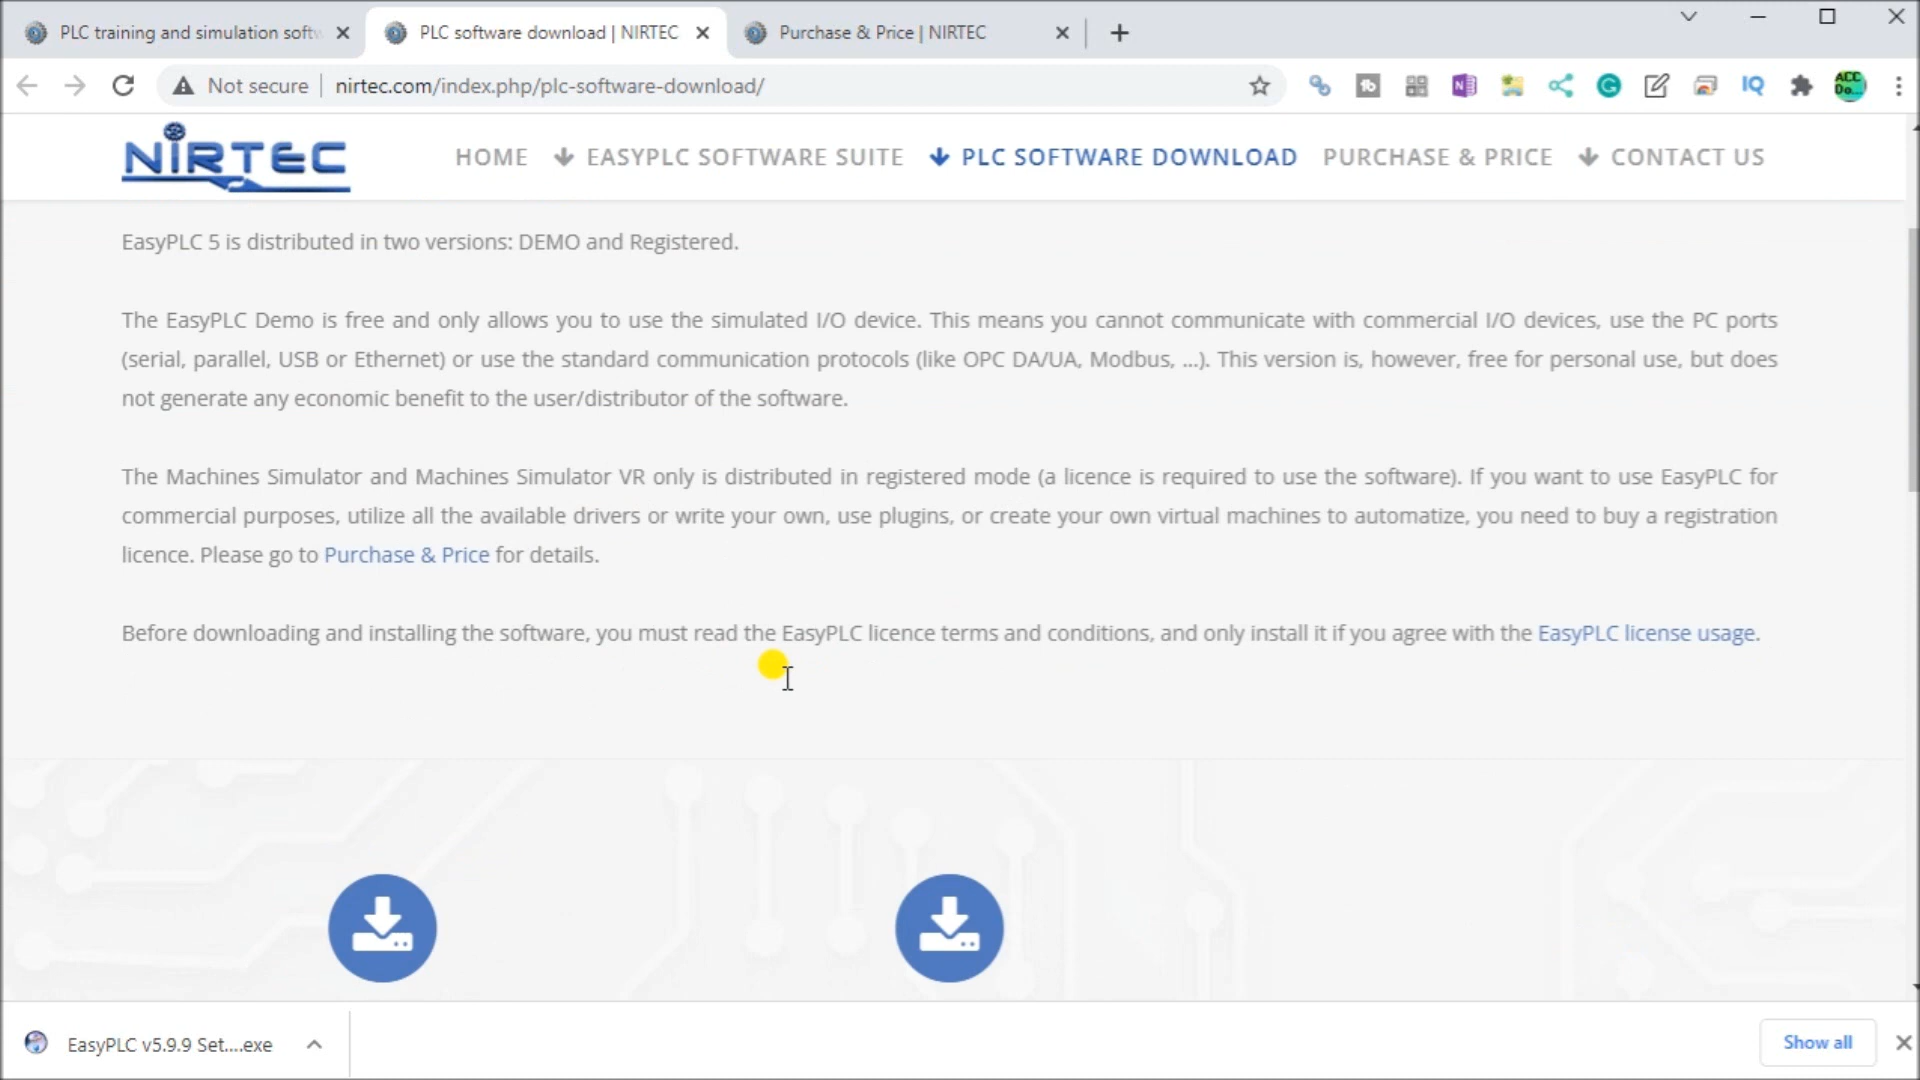 PLC training and simulation softw
PLC software download | NIRTEC
Purchase & Price | NIRTEC
Not secure
nirtec.com/index.php/plc-software-download/
tb
N
IQ
ACC
Do...
NIRTEC
HOME
EASYPLC SOFTWARE SUITE
PLC SOFTWARE DOWNLOAD
PURCHASE & PRICE
CONTACT US
EasyPLC 5 is distributed in two versions: DEMO and Registered.
The EasyPLC Demo is free and only allows you to use the simulated I/O device. This means you cannot communicate with commercial I/O devices, use the PC ports
(serial, parallel, USB or Ethernet) or use the standard communication protocols (like OPC DA/UA, Modbus, ...). This version is, however, free for personal use, but does
not generate any economic benefit to the user/distributor of the software.
The Machines Simulator and Machines Simulator VR only is distributed in registered mode (a licence is required to use the software). If you want to use EasyPLC for
commercial purposes, utilize all the available drivers or write your own, use plugins, or create your own virtual machines to automatize, you need to buy a registration
licence. Please go to Purchase & Price for details.
Before downloading and installing the software, you must read the EasyPLC licence terms and conditions, and only install it if you agree with the EasyPLC license usage.
EasyPLC v5.9.9 Set....exe
Show all